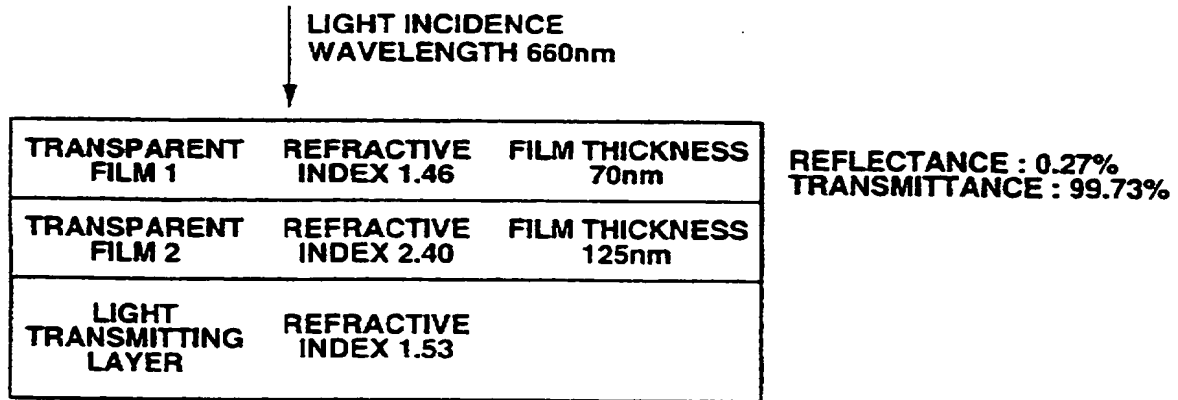 LIGHT INCIDENCE
WAVELENGTH 660nm
TRANSPARENT FILM 1 REFRACTIVE INDEX 1.46 FILM THICKNESS 70nm
REFLECTANCE : 0.27%
TRANSMITTANCE : 99.73%
TRANSPARENT FILM 2 REFRACTIVE INDEX 2.40 FILM THICKNESS 125nm
LIGHT TRANSMITTING LAYER REFRACTIVE INDEX 1.53